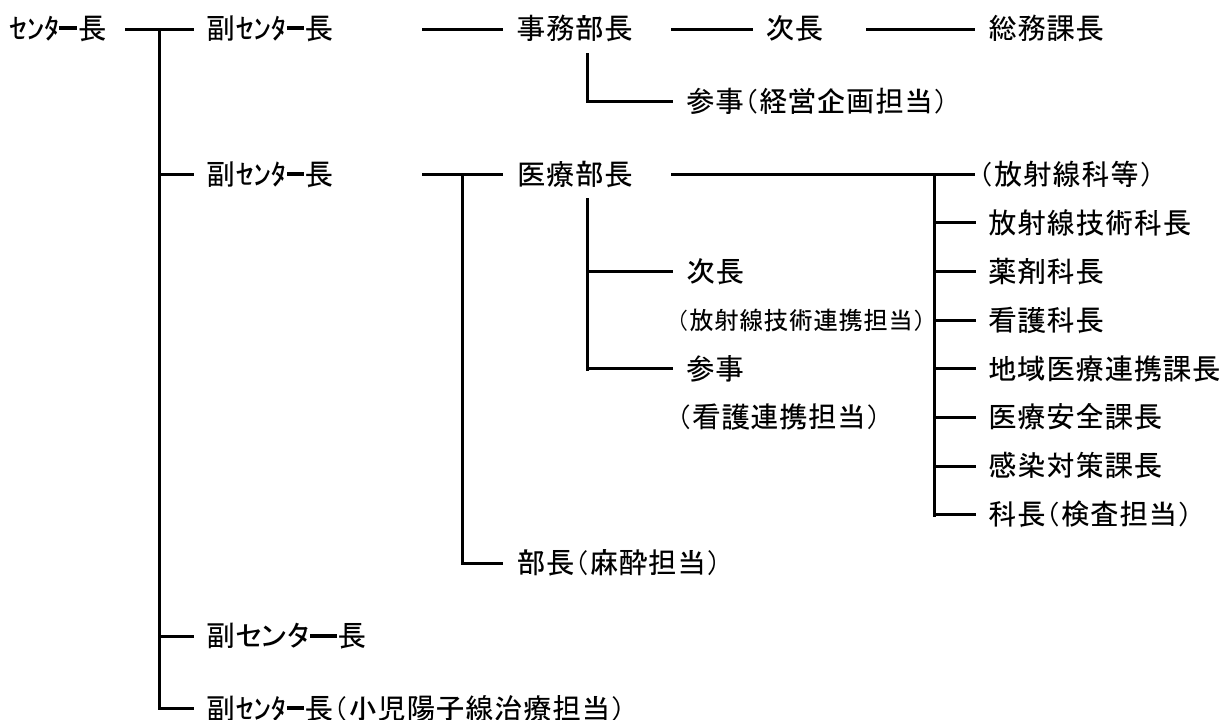 センター長 副センター長 事務部長 次長 総務課長
参事(経営企画担当)
副センター長 医療部長 (放射線科等)
放射線技術科長
次長 薬剤科長
(放射線技術連携担当) 看護科長
参事 地域医療連携課長
(看護連携担当) 医療安全課長
感染対策課長
科長(検査担当)
部長(麻酔担当)
副センター長
副センター長(小児陽子線治療担当)